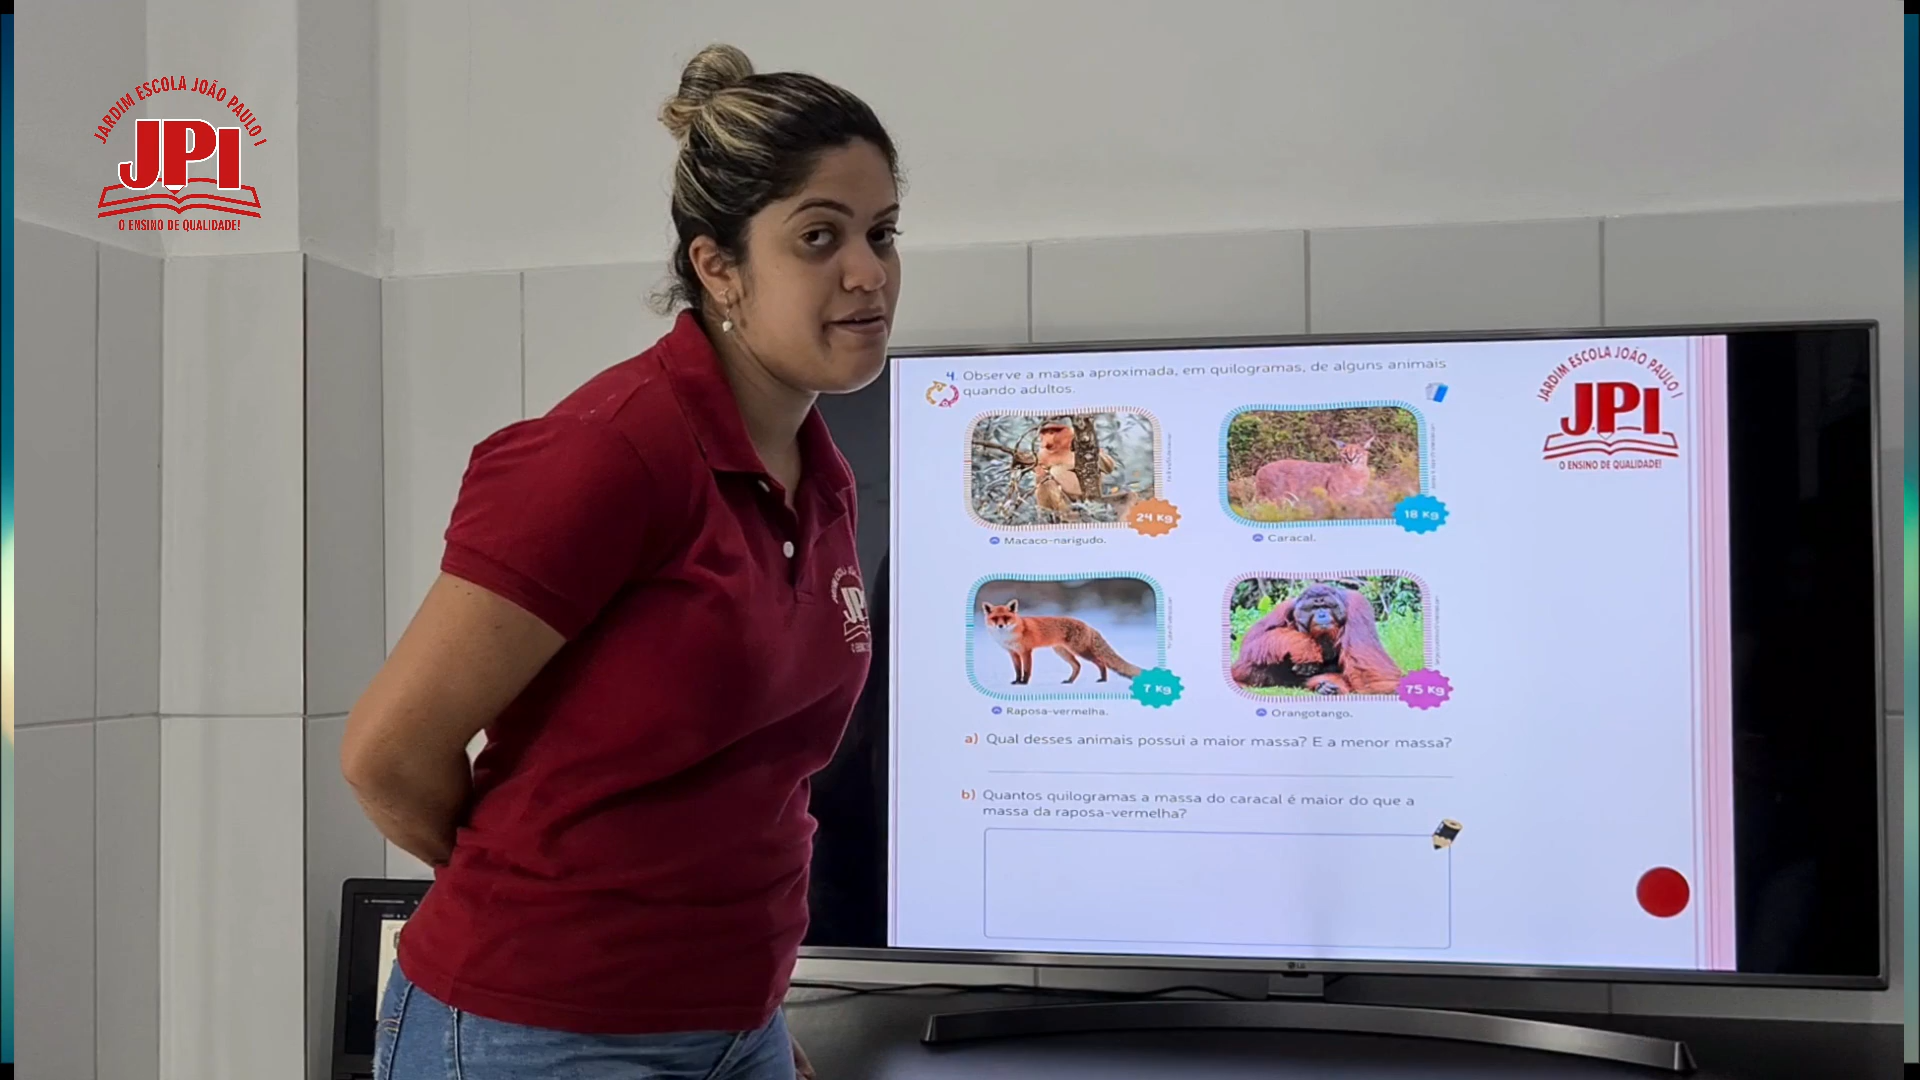 JARDIM ESCOLA JOÃO PAULO I
JPI
O ENSINO DE QUALIDADE!
4. Observe a massa aproximada, em quilogramas, de alguns animais
quando adultos.
JARDIM ESCOLA JOÃO PAULO I
JPI
O ENSINO DE QUALIDADE!
24 Kg
18 Kg
Macaco-narigudo.
Caracal.
7 Kg
75 Kg
Raposa-vermelha.
Orangotango.
a) Qual desses animais possui a maior massa? E a menor massa?
b) Quantos quilogramas a massa do caracal é maior do que a
massa da raposa-vermelha?
LG